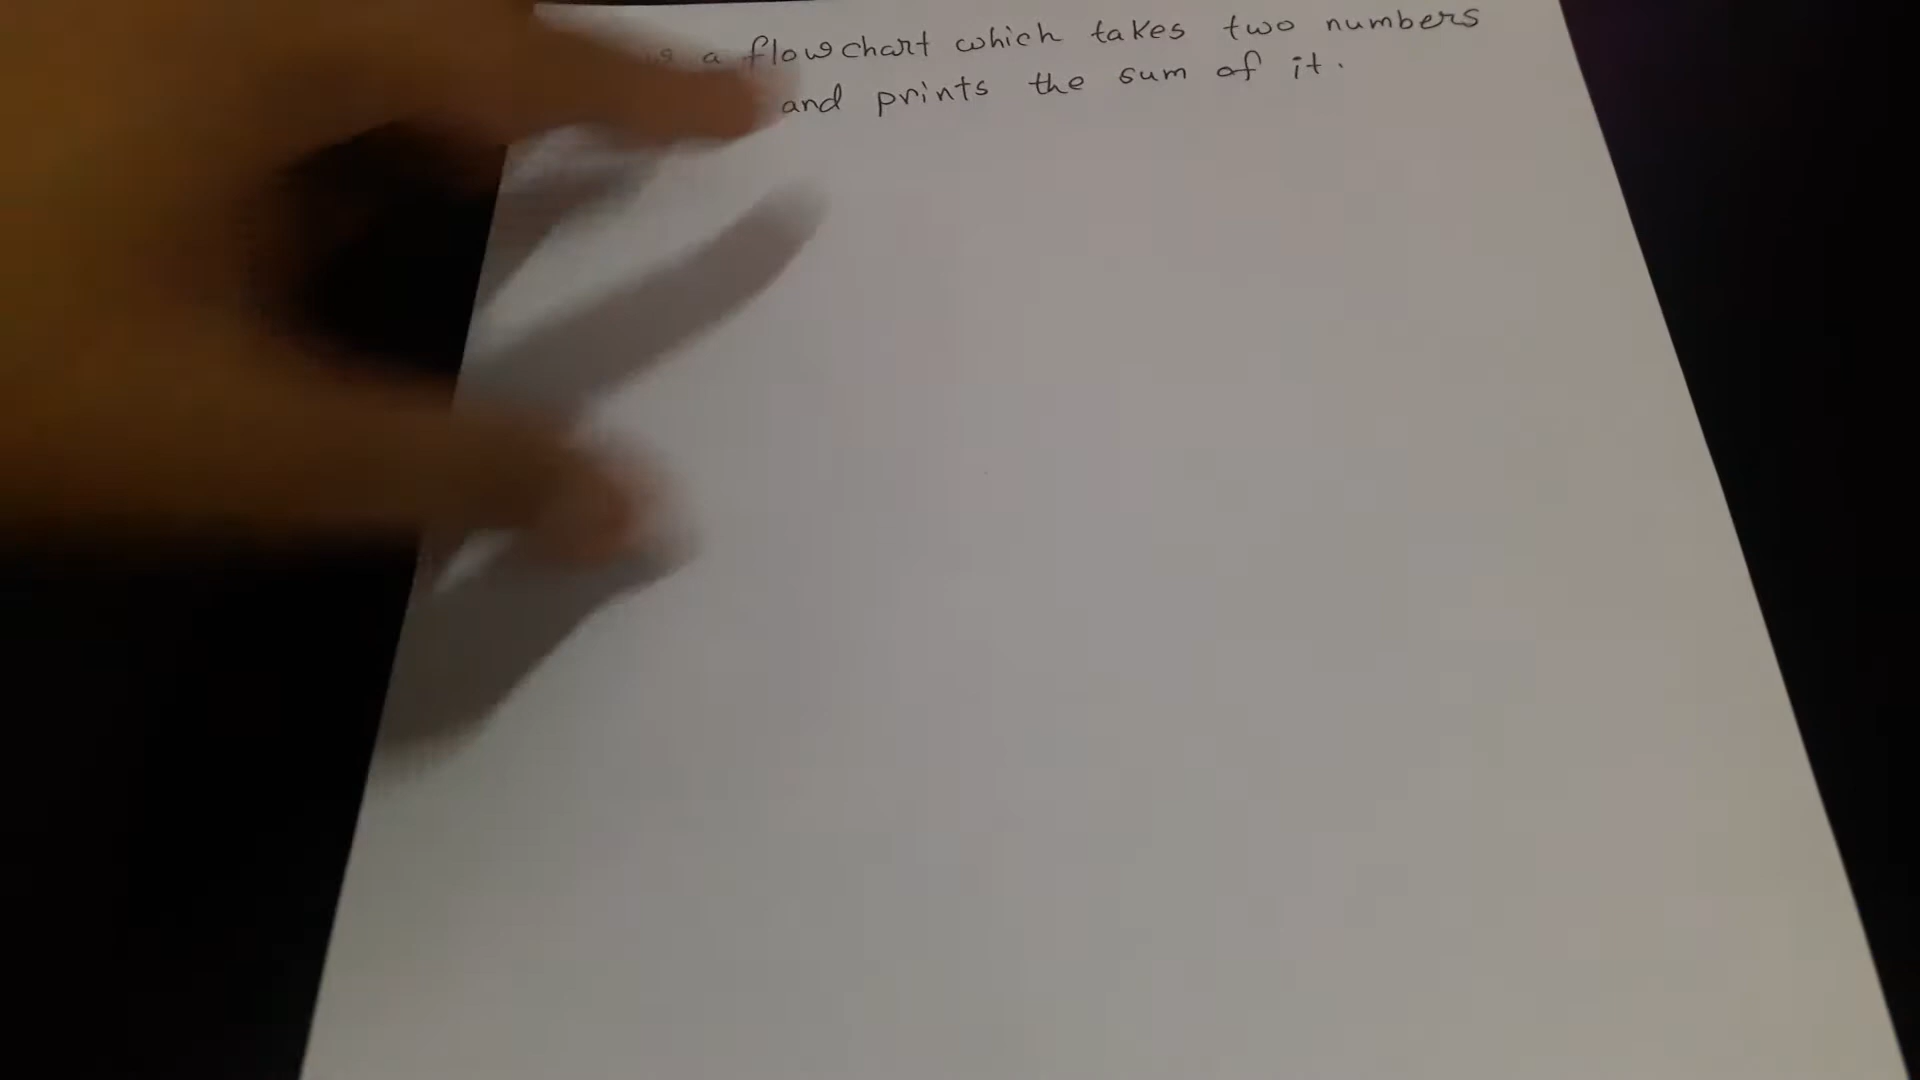 a flowchart which takes two numbers
and prints the sum of it.